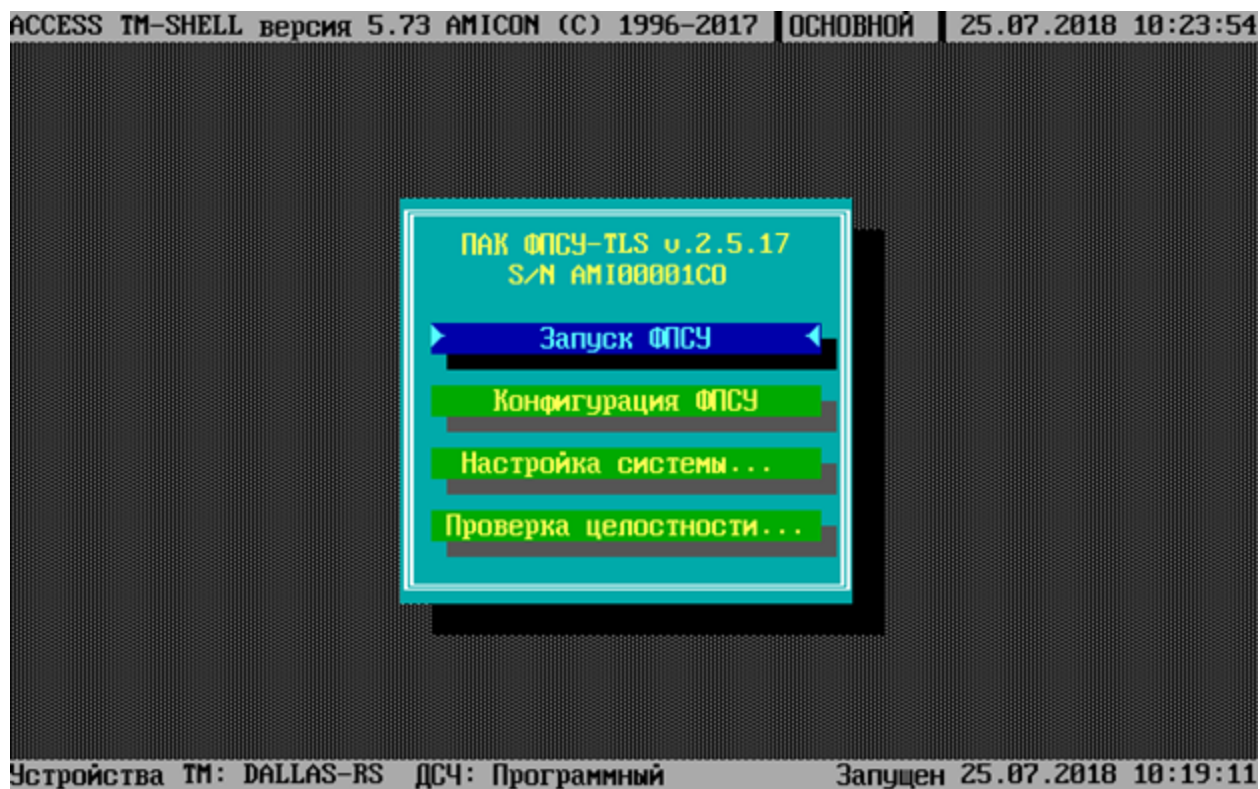 ACCESS TM-SHELL версия 5.73 AMICON (C) 1996-2017 ОСНОВНОЙ 25.07.2018 10:23:54
ПАК ФПСУ-TLS v.2.5.17
S/N AMI00001CO
Запуск ФПСУ
Конфигурация ФПСУ
Настройка системы...
Проверка целостности...
Устройства ТМ: DALLAS-RS ДСЧ: Программный Запущен 25.07.2018 10:19:11